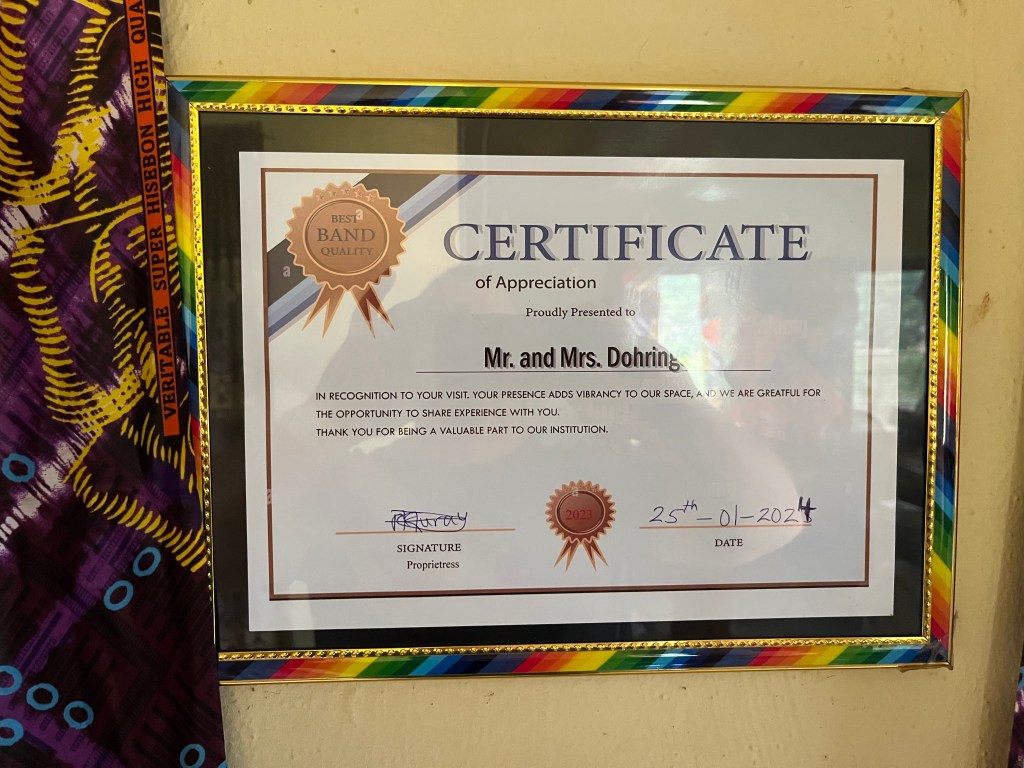 VERITABLE SUPER HISEBON HIGH QUA
BEST
BAND
QUALITY
CERTIFICATE
of Appreciation
Proudly Presented to
Mr. and Mrs. Dohring
IN RECOGNITION TO YOUR VISIT. YOUR PRESENCE ADDS VIBRANCY TO OUR SPACE, AND WE ARE GREATFUL FOR
THE OPPORTUNITY TO SHARE EXPERIENCE WITH YOU.
THANK YOU FOR BEING A VALUABLE PART TO OUR INSTITUTION.
2023
25th-01-2024
SIGNATURE
DATE
Proprietress